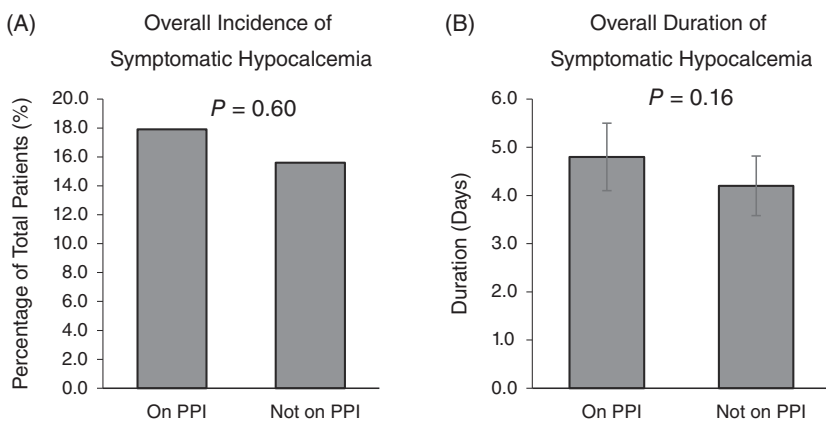 (A)
Overall Incidence of
Symptomatic Hypocalcemia
Percentage of Total Patients (%)
20.0
18.0
16.0
14.0
12.0
10.0
8.0
6.0
4.0
2.0
0.0
P = 0.60
On PPI
Not on PPI
(B)
Overall Duration of
Symptomatic Hypocalcemia
Duration (Days)
6.0
5.0
4.0
3.0
2.0
1.0
0.0
P = 0.16
On PPI
Not on PPI